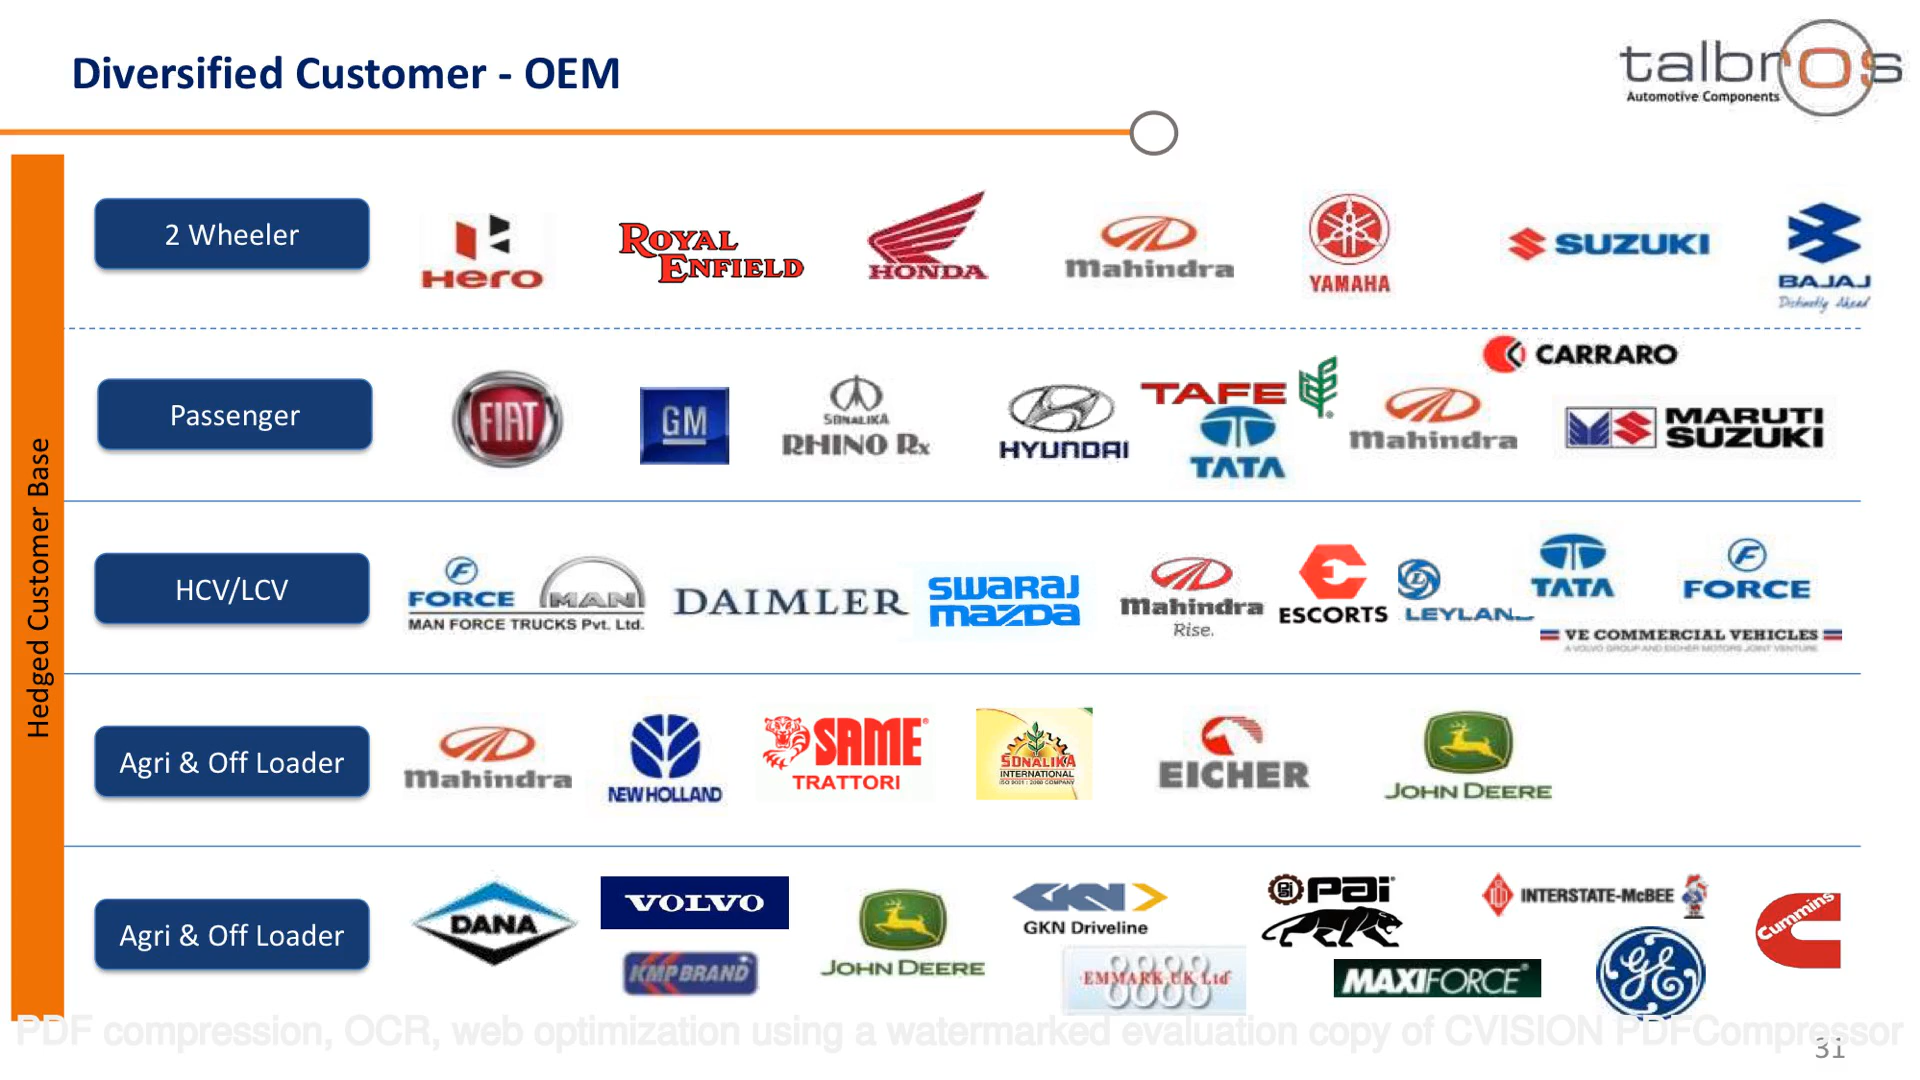 Diversified Customer - OEM
talbros
Automotive Components
Hedged Customer Base
2 Wheeler
Hero
ROYAL
ENFIELD
HONDA
Mahindra
YAMAHA
SUZUKI
BAJAJ
Distinctly Ahead
Passenger
FIAT
GM
SONALIKA
RHINO Rx
HYUNDAI
TAFE
TATA
Mahindra
CARRARO
MARUTI
SUZUKI
HCV/LCV
FORCE
MAN
MAN FORCE TRUCKS Pvt. Ltd.
DAIMLER
SWARAJ
MAZDA
Mahindra
Rise.
ESCORTS
LEYLAN
TATA
FORCE
VE COMMERCIAL VEHICLES
A VOLVO GROUP AND EICHER MOTORS JOINT VENTURE
Agri & Off Loader
Mahindra
NEW HOLLAND
SAME
TRATTORI
SONALIKA
INTERNATIONAL
ISO 9001 : 2000 COMPANY
EICHER
JOHN DEERE
Agri & Off Loader
DANA
VOLVO
KMP BRAND
JOHN DEERE
GKN
GKN Driveline
EMMARK UK Ltd
pai
MAXIFORCE
INTERSTATE-McBEE
GE
Cummins
PDF compression, OCR, web optimization using a watermarked evaluation copy of CVISION PDFCompressor
31